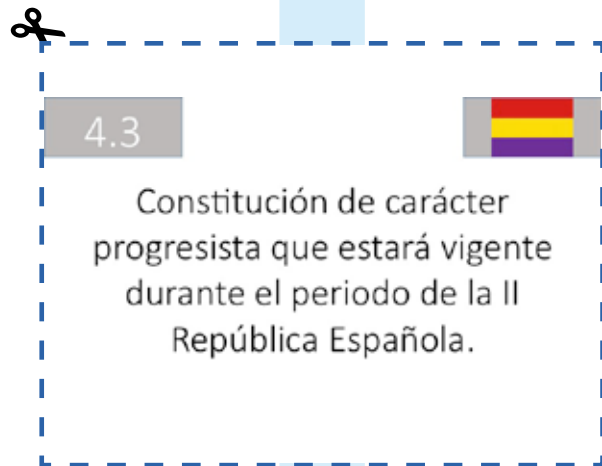 4.3
Constitución de carácter
progresista que estará vigente
durante el periodo de la II
República Española.